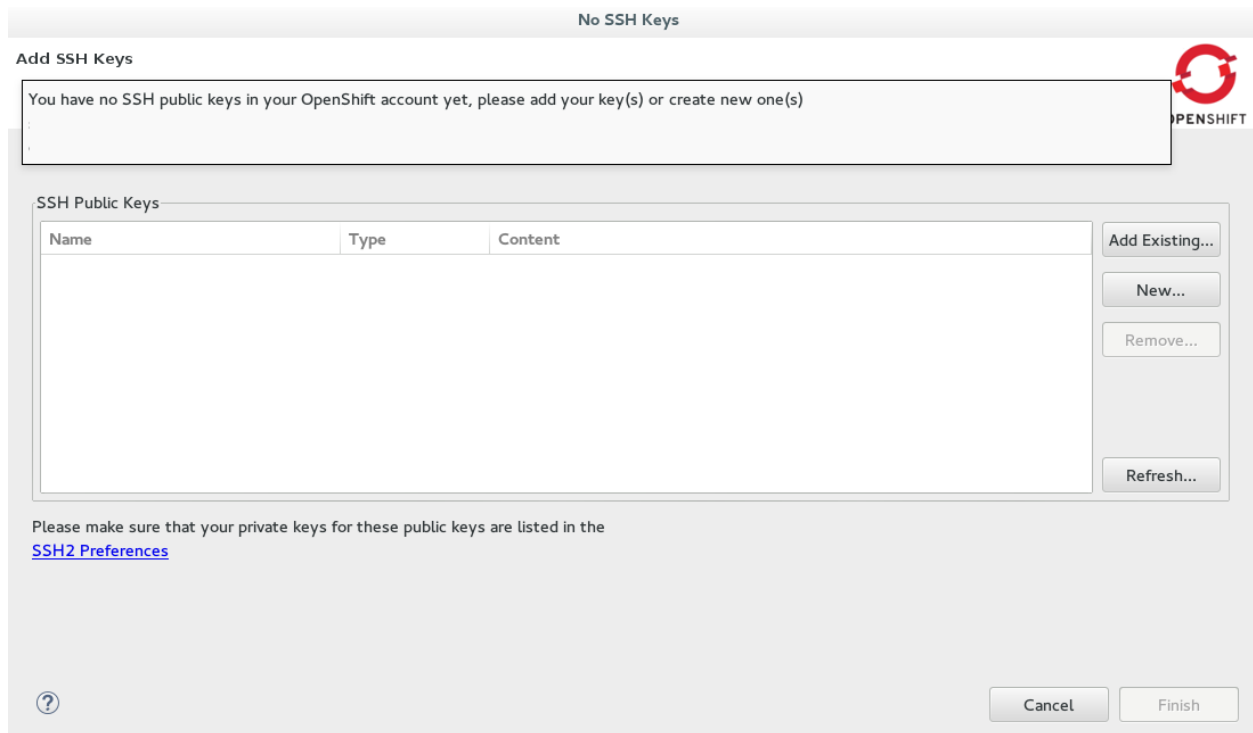 No SSH Keys
Add SSH Keys
You have no SSH public keys in your OpenShift account yet, please add your key(s) or create new one(s)
PENSHIFT
SSH Public Keys
Name Type Content
Add Existing...
New...
Remove...
Refresh...
Please make sure that your private keys for these public keys are listed in the
SSH2 Preferences
?
Cancel Finish